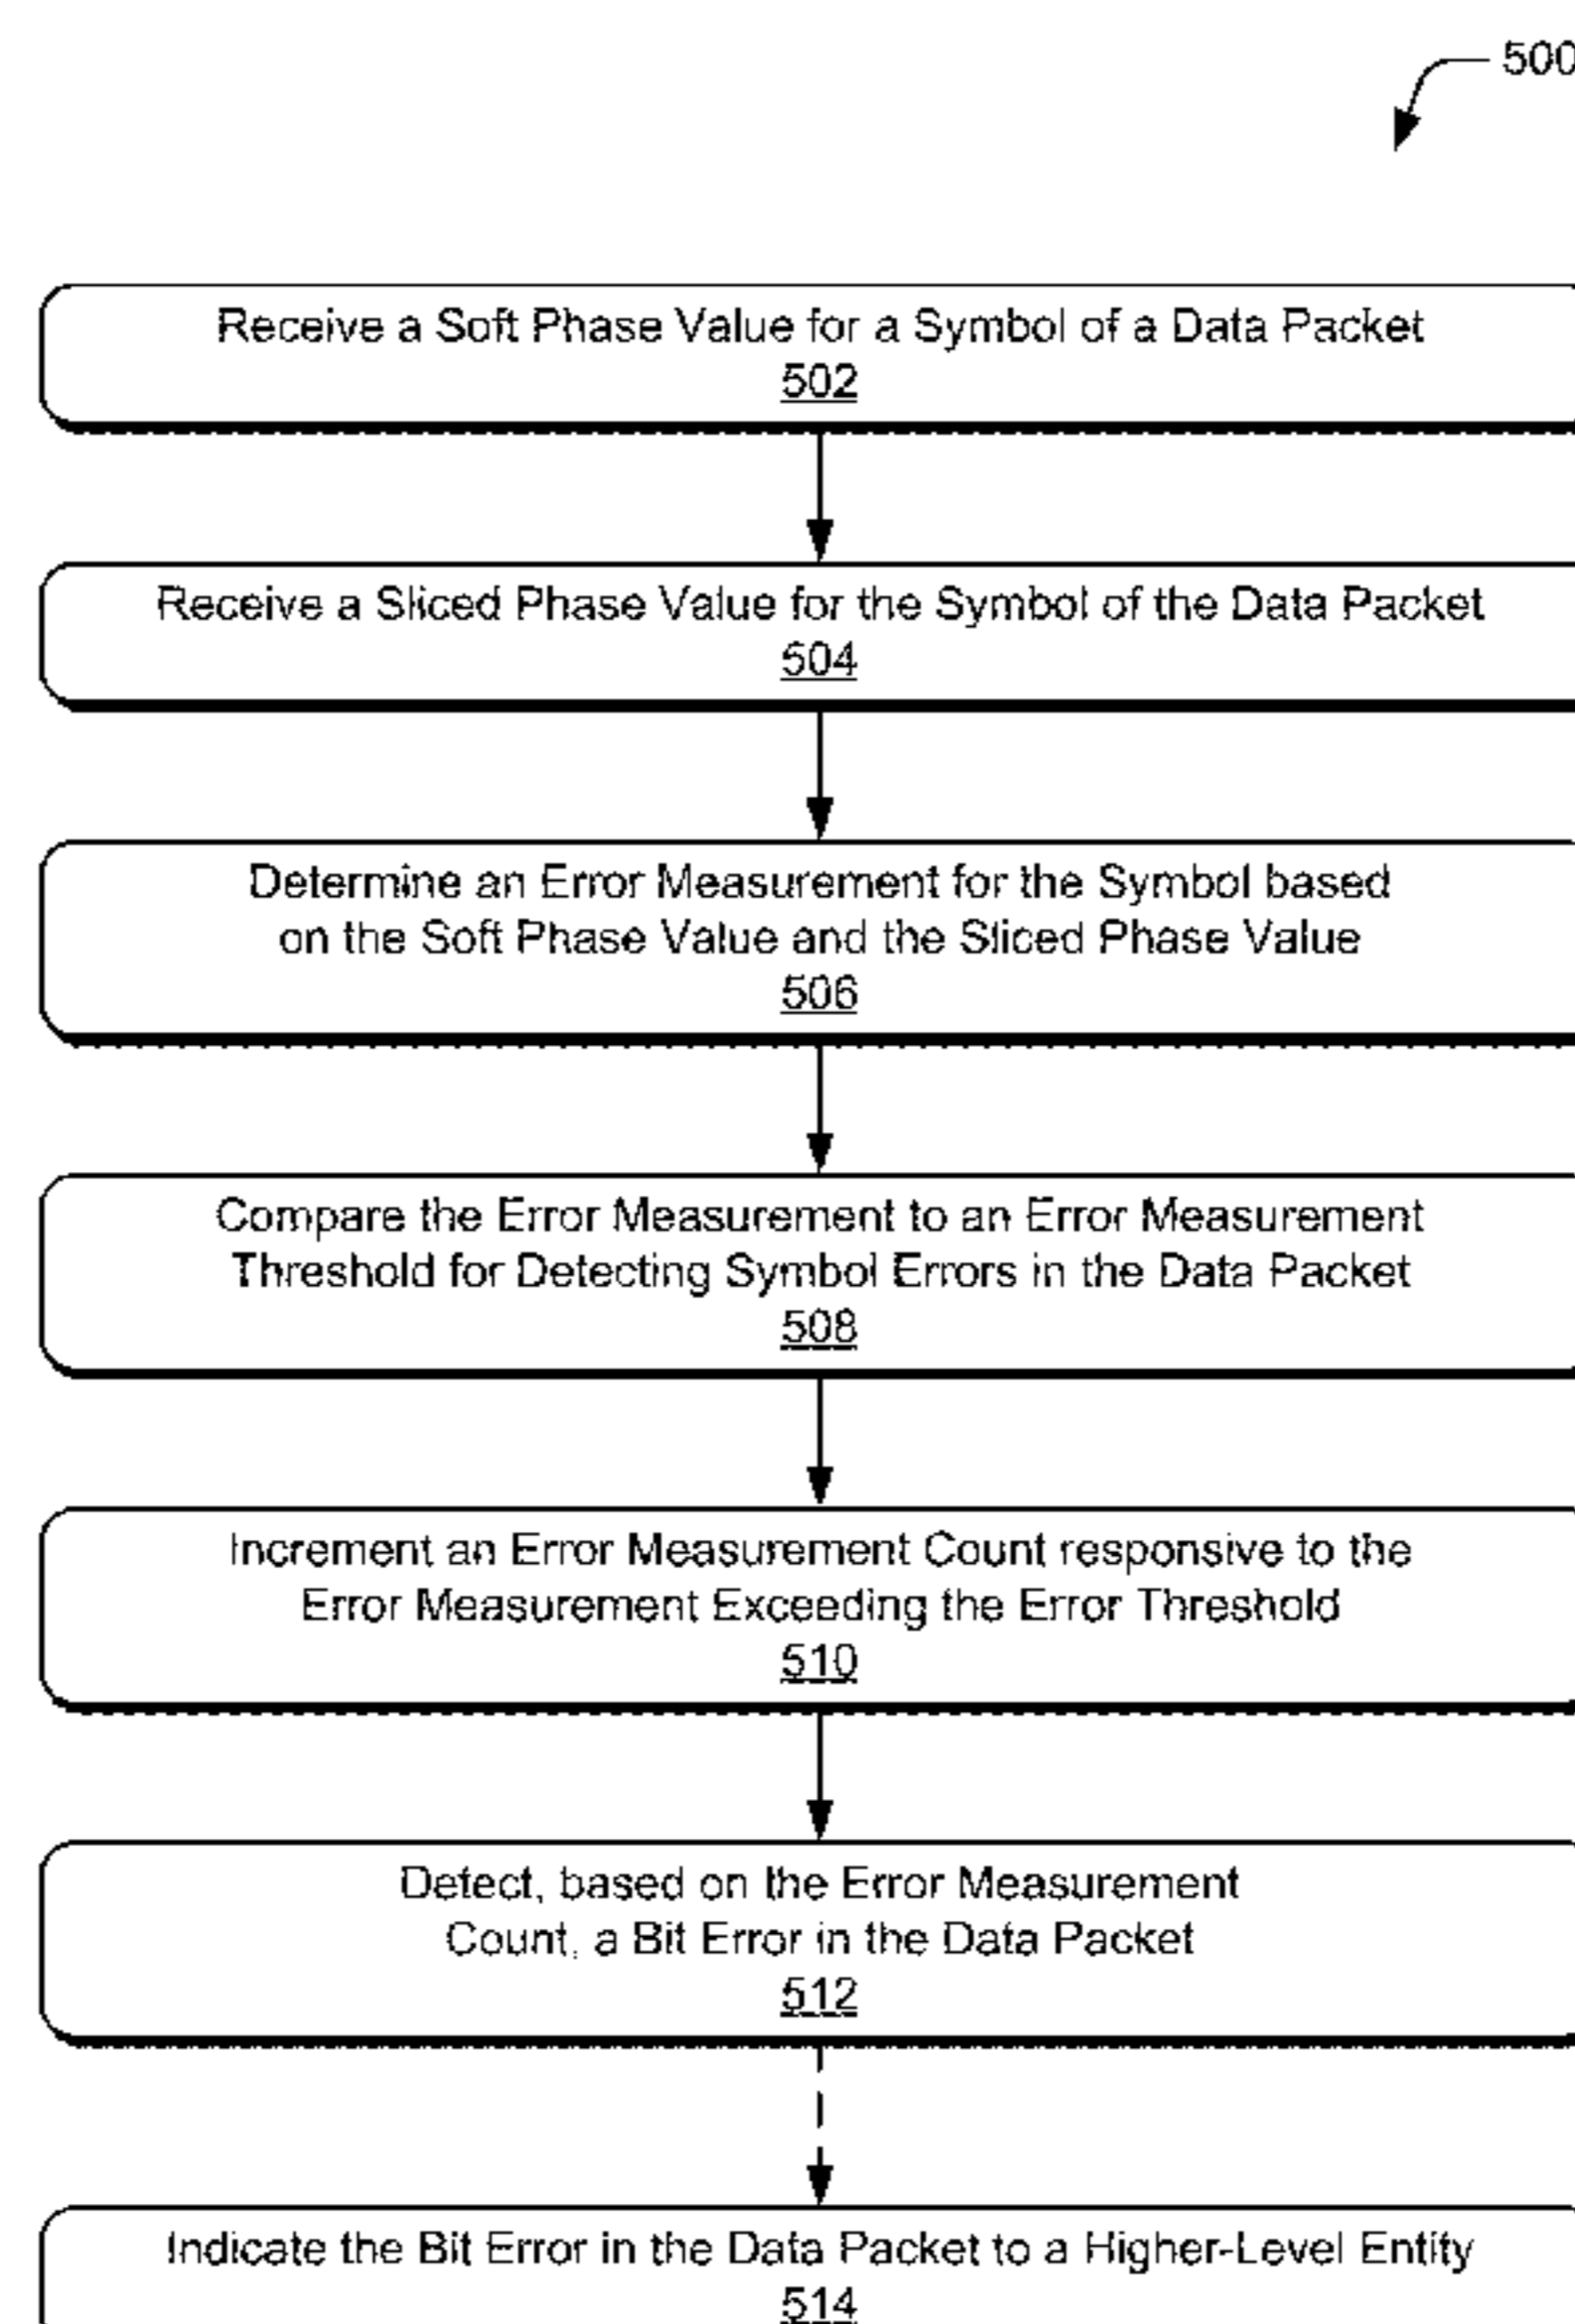 500
Receive a Soft Phase Value for a Symbol of a Data Packet
502
Receive a Sliced Phase Value for the Symbol of the Data Packet
504
Determine an Error Measurement for the Symbol based
on the Soft Phase Value and the Sliced Phase Value
506
Compare the Error Measurement to an Error Measurement
Threshold for Detecting Symbol Errors in the Data Packet
508
Increment an Error Measurement Count responsive to the
Error Measurement Exceeding the Error Threshold
510
Detect, based on the Error Measurement
Count, a Bit Error in the Data Packet
512
Indicate the Bit Error in the Data Packet to a Higher-Level Entity
514